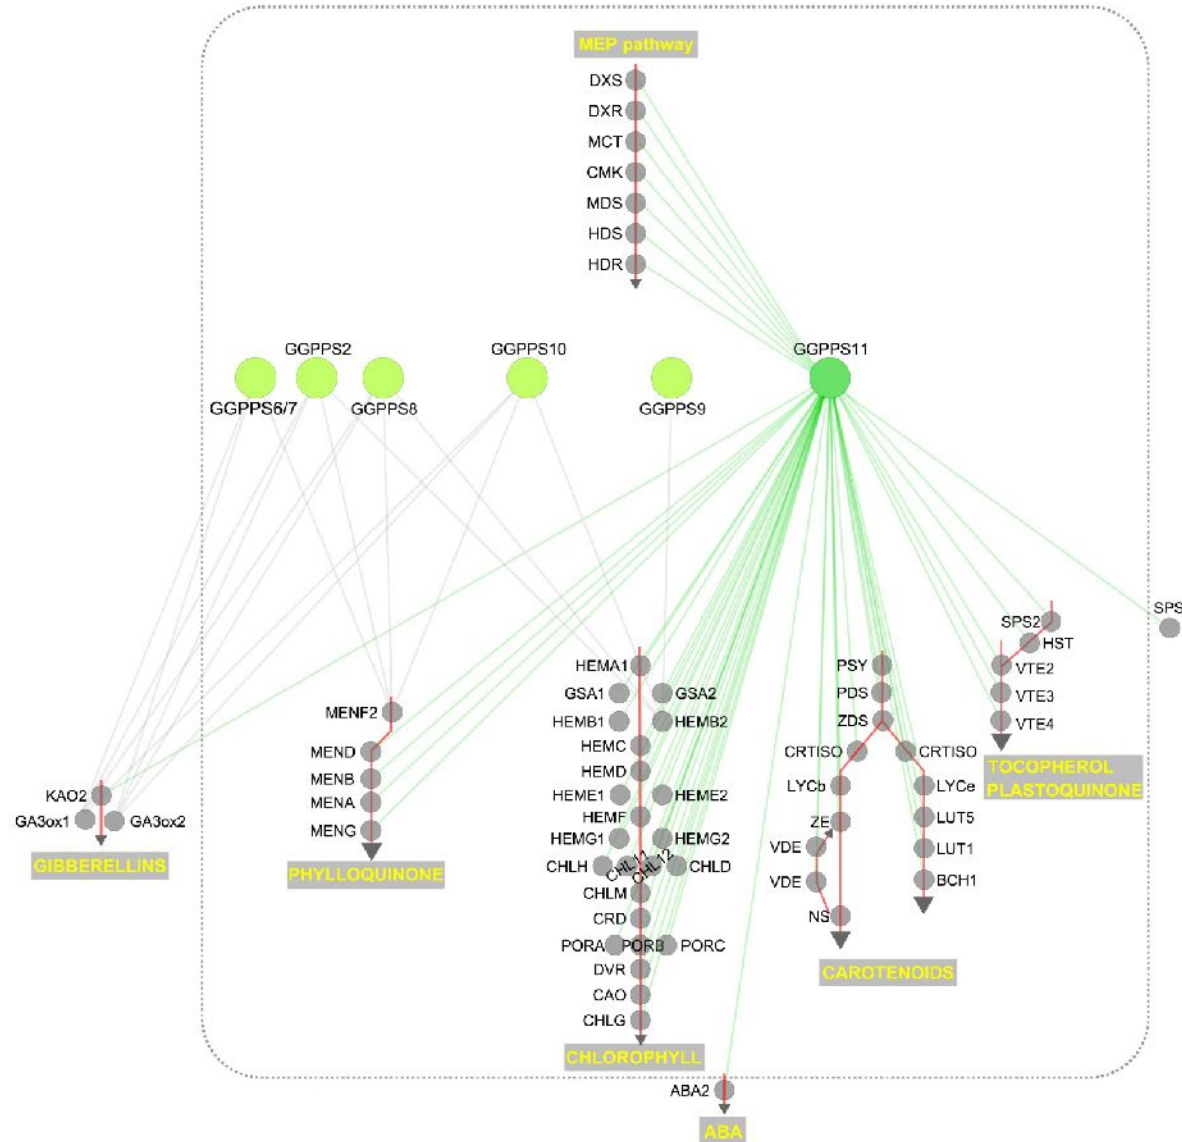 MEP pathway
DXS
DXR
MCT
CMK
MDS
HDS
HDR
GGPPS2
GGPPS10
GGPPS11
GGPPS6/7
GGPPS8
GGPPS9
SPS
SPS2
HST
HEMA1
PSY
VTE2
GSA1
GSA2
PDS
VTE3
MENF2
HEMB1
HEMB2
ZDS
VTE4
MEND
HEMC
CRTISO
CRTISO
TOCOPHEROL
PLASTOQUINONE
MENB
HEMD
LYCb
LYCe
KAO2
MENA
HEME1
HEME2
GA3ox1
GA3ox2
MENG
HEMF
ZE
LUT5
HEMG1
HEMG2
VDE
LUT1
GIBBERELLINS
PHYLLOQUINONE
CHLH
CHL11
CHL12
CHLD
VDE
BCH1
CHLM
CRD
NS
PORA
PORB
PORC
DVR
CAROTENOIDS
CAO
CHLG
CHLOROPHYLL
ABA2
ABA